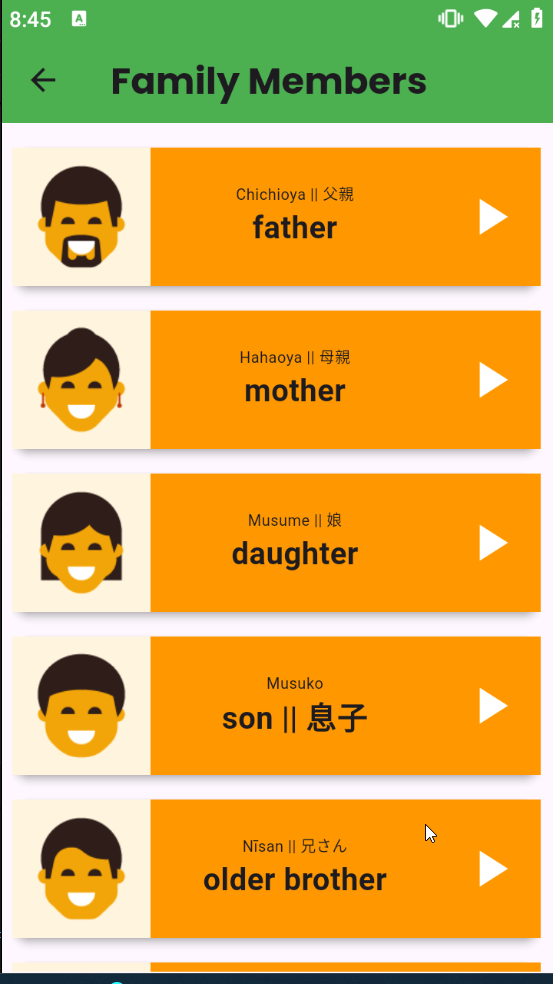 8:45
Family Members
Chichioya || 父親
father
Hahaoya || 母親
mother
Musume || 娘
daughter
Musuko
son || 息子
Nīsan || 兄さん
older brother